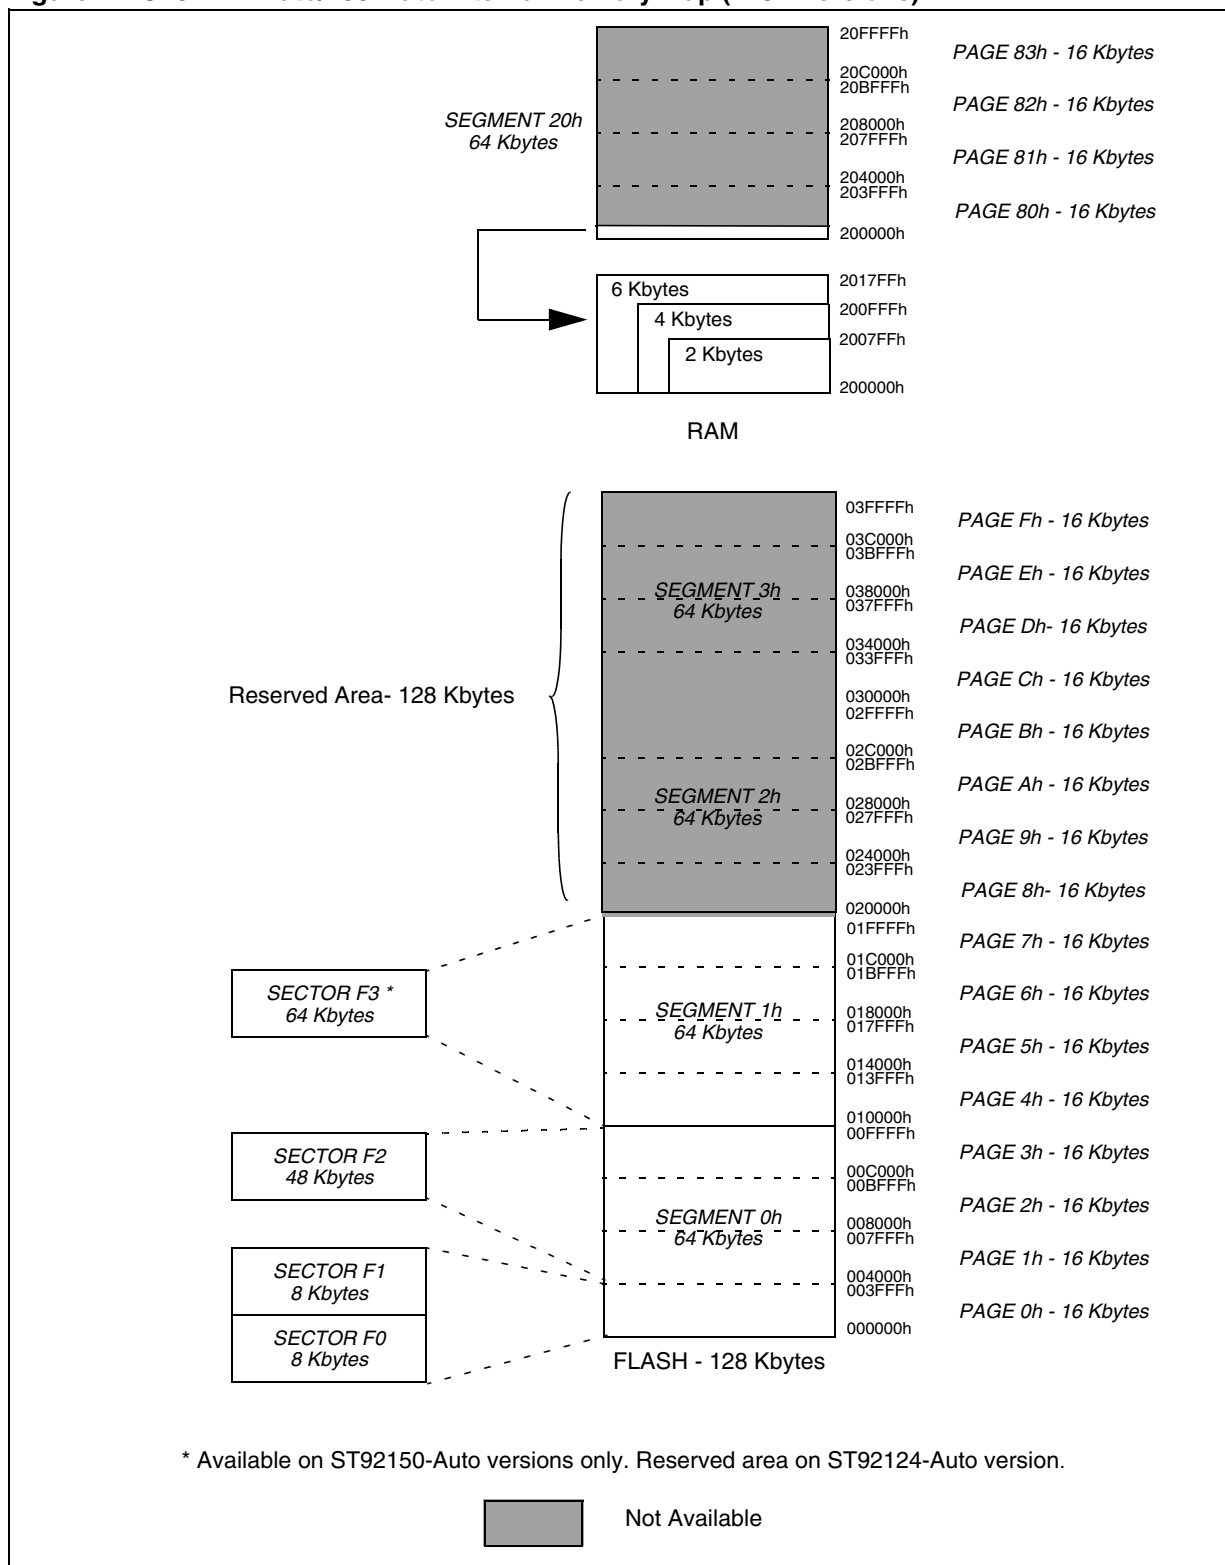 20FFFFh
PAGE 83h - 16 Kbytes
20C000h
20BFFFh
PAGE 82h - 16 Kbytes
SEGMENT 20h
64 Kbytes
208000h
207FFFh
PAGE 81h - 16 Kbytes
204000h
203FFFh
PAGE 80h - 16 Kbytes
200000h
6 Kbytes
2017FFh
4 Kbytes
200FFFh
2 Kbytes
2007FFh
200000h
RAM
03FFFFh
PAGE Fh - 16 Kbytes
03C000h
03BFFFh
PAGE Eh - 16 Kbytes
SEGMENT 3h
64 Kbytes
038000h
037FFFh
PAGE Dh- 16 Kbytes
034000h
033FFFh
PAGE Ch - 16 Kbytes
Reserved Area- 128 Kbytes
030000h
02FFFFh
PAGE Bh - 16 Kbytes
02C000h
02BFFFh
PAGE Ah - 16 Kbytes
SEGMENT 2h
64 Kbytes
028000h
027FFFh
PAGE 9h - 16 Kbytes
024000h
023FFFh
PAGE 8h- 16 Kbytes
020000h
01FFFFh
PAGE 7h - 16 Kbytes
01C000h
01BFFFh
PAGE 6h - 16 Kbytes
SECTOR F3 *
64 Kbytes
SEGMENT 1h
64 Kbytes
018000h
017FFFh
PAGE 5h - 16 Kbytes
014000h
013FFFh
PAGE 4h - 16 Kbytes
010000h
00FFFFh
PAGE 3h - 16 Kbytes
SECTOR F2
48 Kbytes
00C000h
00BFFFh
PAGE 2h - 16 Kbytes
SEGMENT 0h
64 Kbytes
008000h
007FFFh
PAGE 1h - 16 Kbytes
SECTOR F1
8 Kbytes
004000h
003FFFh
PAGE 0h - 16 Kbytes
SECTOR F0
8 Kbytes
000000h
FLASH - 128 Kbytes
* Available on ST92150-Auto versions only. Reserved area on ST92124-Auto version.
Not Available